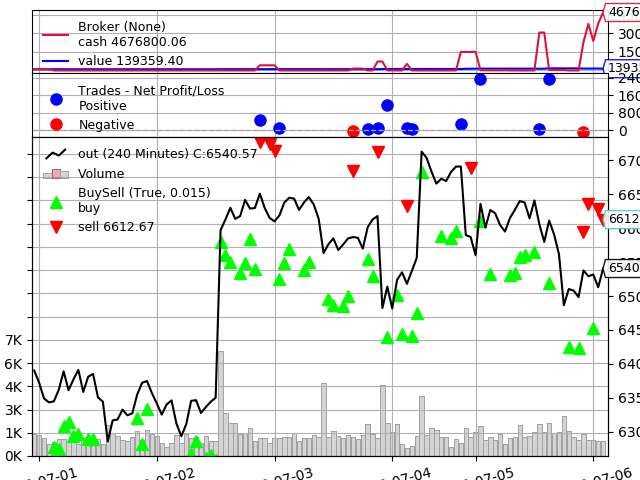 Broker (None)
cash 4676800.06
value 139359.40
4676
300
150
1393
Trades - Net Profit/Loss
Positive
Negative
240
160
800
0
out (240 Minutes) C:6540.57
Volume
BuySell (True, 0.015)
buy
sell 6612.67
670
665
6612
6540
650
645
640
635
630
7K
6K
4K
3K
1K
0K
-07-01
-07-02
-07-03
-07-04
-07-05
-07-06